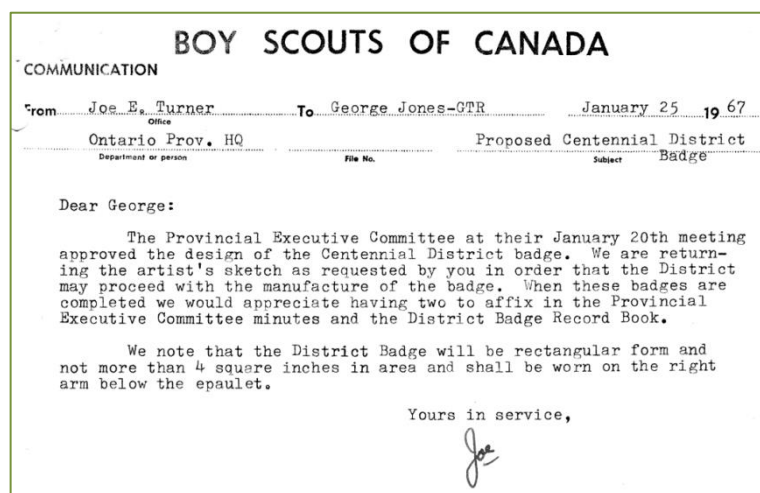 BOY SCOUTS OF CANADA
COMMUNICATION
From Joe E. Turner To George Jones-GTR January 25 19 67
Office
Ontario Prov. HQ Proposed Centennial District
Department or person File No. Subject Badge
Dear George:
The Provincial Executive Committee at their January 20th meeting
approved the design of the Centennial District badge. We are return-
ing the artist's sketch as requested by you in order that the District
may proceed with the manufacture of the badge. When these badges are
completed we would appreciate having two to affix in the Provincial
Executive Committee minutes and the District Badge Record Book.
We note that the District Badge will be rectangular form and
not more than 4 square inches in area and shall be worn on the right
arm below the epaulet.
Yours in service,
Joe